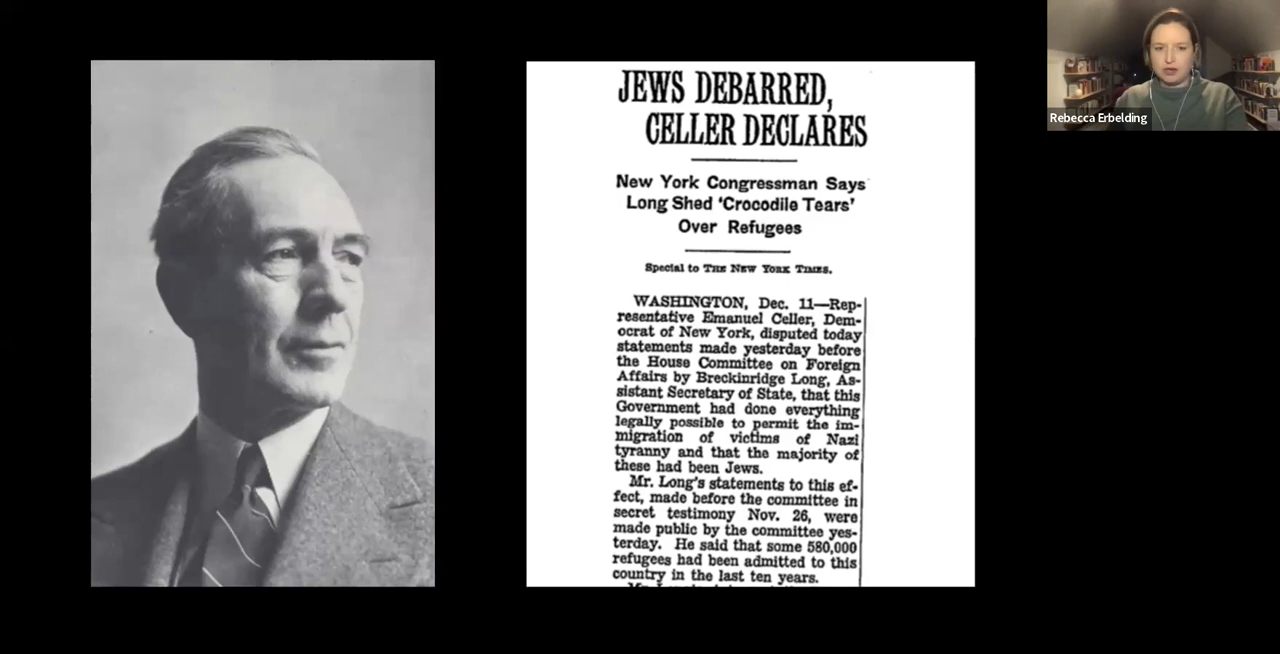 JEWS DEBARRED,
CELLER DECLARES
New York Congressman Says
Long Shed 'Crocodile Tears'
Over Refugees
Special to THE NEW YORK TIMES.
WASHINGTON, Dec. 11—Rep-
resentative Emanuel Celler, Dem-
ocrat of New York, disputed today
statements made yesterday before
the House Committee on Foreign
Affairs by Breckinridge Long, As-
sistant Secretary of State, that this
Government had done everything
legally possible to permit the im-
migration of victims of Nazi
tyranny and that the majority of
these had been Jews.
Mr. Long's statements to this ef-
fect, made before the committee in
secret testimony Nov. 26, were
made public by the committee yes-
terday. He said that some 580,000
refugees had been admitted to this
country in the last ten years.
Rebecca Erbelding